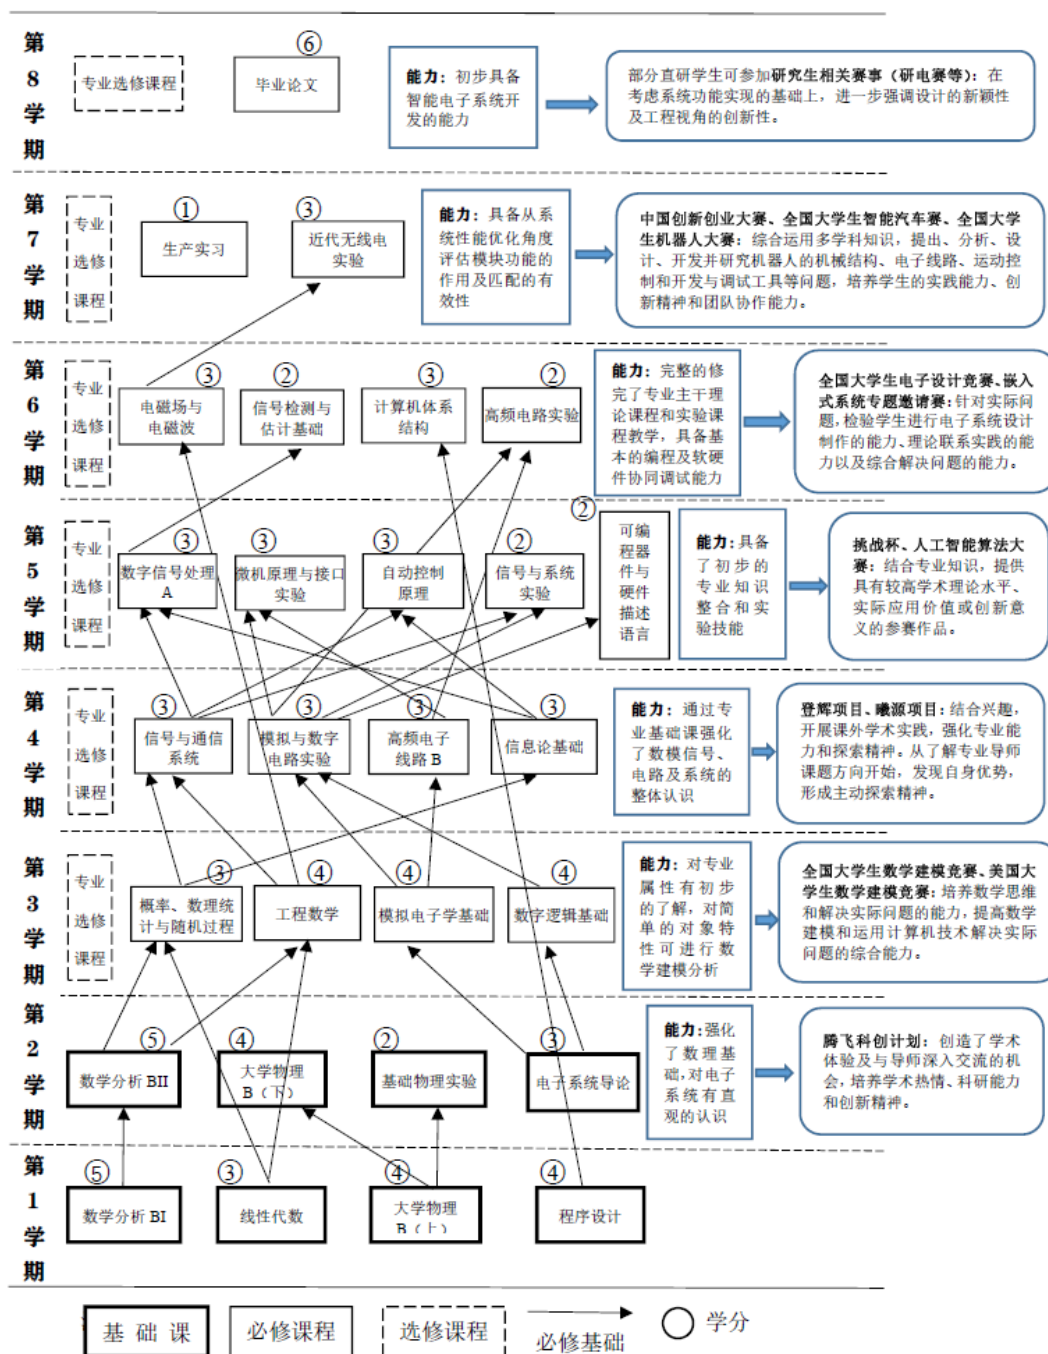 第
8
学
期
专业选修课程
⑥
毕业论文
能力：初步具备
智能电子系统开
发的能力
部分直研学生可参加研究生相关赛事（研电赛等）：在
考虑系统功能实现的基础上，进一步强调设计的新颖性
及工程视角的创新性。
第
7
学
期
专业
选修
课程
①
生产实习
③
近代无线电
实验
能力：具备从系
统性能优化角度
评估模块功能的
作用及匹配的有
效性
中国创新创业大赛、全国大学生智能汽车赛、全国大学
生机器人大赛：综合运用多学科知识，提出、分析、设
计、开发并研究机器人的机械结构、电子线路、运动控
制和开发与调试工具等问题，培养学生的实践能力、创
新精神和团队协作能力。
第
6
学
期
专业
选修
课程
③
电磁场与
电磁波
②
信号检测与
估计基础
③
计算机体系
结构
②
高频电路实验
能力：完整的修
完了专业主干理
论课程和实验课
程教学，具备基
本的编程及软硬
件协同调试能力
全国大学生电子设计竞赛、嵌入
式系统专题邀请赛：针对实际问
题，检验学生进行电子系统设计
制作的能力、理论联系实践的能
力以及综合解决问题的能力。
第
5
学
期
专业
选修
课程
③
数字信号处理
A
③
微机原理与接口
实验
③
自动控制
原理
②
信号与系统
实验
②
可编
程器
件与
硬件
描述
语言
能力：具备
了初步的
专业知识
整合和实
验技能
挑战杯、人工智能算法大
赛：结合专业知识，提供
具有较高学术理论水平、
实际应用价值或创新意
义的参赛作品。
第
4
学
期
专业
选修
课程
③
信号与通信
系统
③
模拟与数字
电路实验
③
高频电子
线路 B
③
信息论基础
能力：通过专
业基础课强化
了数模信号、
电路及系统的
整体认识
登辉项目、曦源项目：结合兴趣，
开展课外学术实践，强化专业能
力和探索精神。从了解专业导师
课题方向开始，发现自身优势，
形成主动探索精神。
第
3
学
期
专业
选修
课程
③
概率、数理统
计与随机过程
④
工程数学
④
模拟电子学基础
④
数字逻辑基础
能力：对专业
属性有初步
的了解，对简
单的对象特
性可进行数
学建模分析
全国大学生数学建模竞赛、美国大
学生数学建模竞赛：培养数学思维
和解决实际问题的能力，提高数学
建模和运用计算机技术解决实际
问题的综合能力。
第
2
学
期
⑤
数学分析 BII
④
大学物理
B（下）
②
基础物理实验
③
电子系统导论
能力：强化
了数理基
础，对电子
系统有直
观的认识
腾飞科创计划：创造了学术
体验及与导师深入交流的机
会，培养学术热情、科研能力
和创新精神。
第
1
学
期
⑤
数学分析 BI
③
线性代数
④
大学物理
B（上）
④
程序设计
基础课
必修课程
选修课程
必修基础
学分